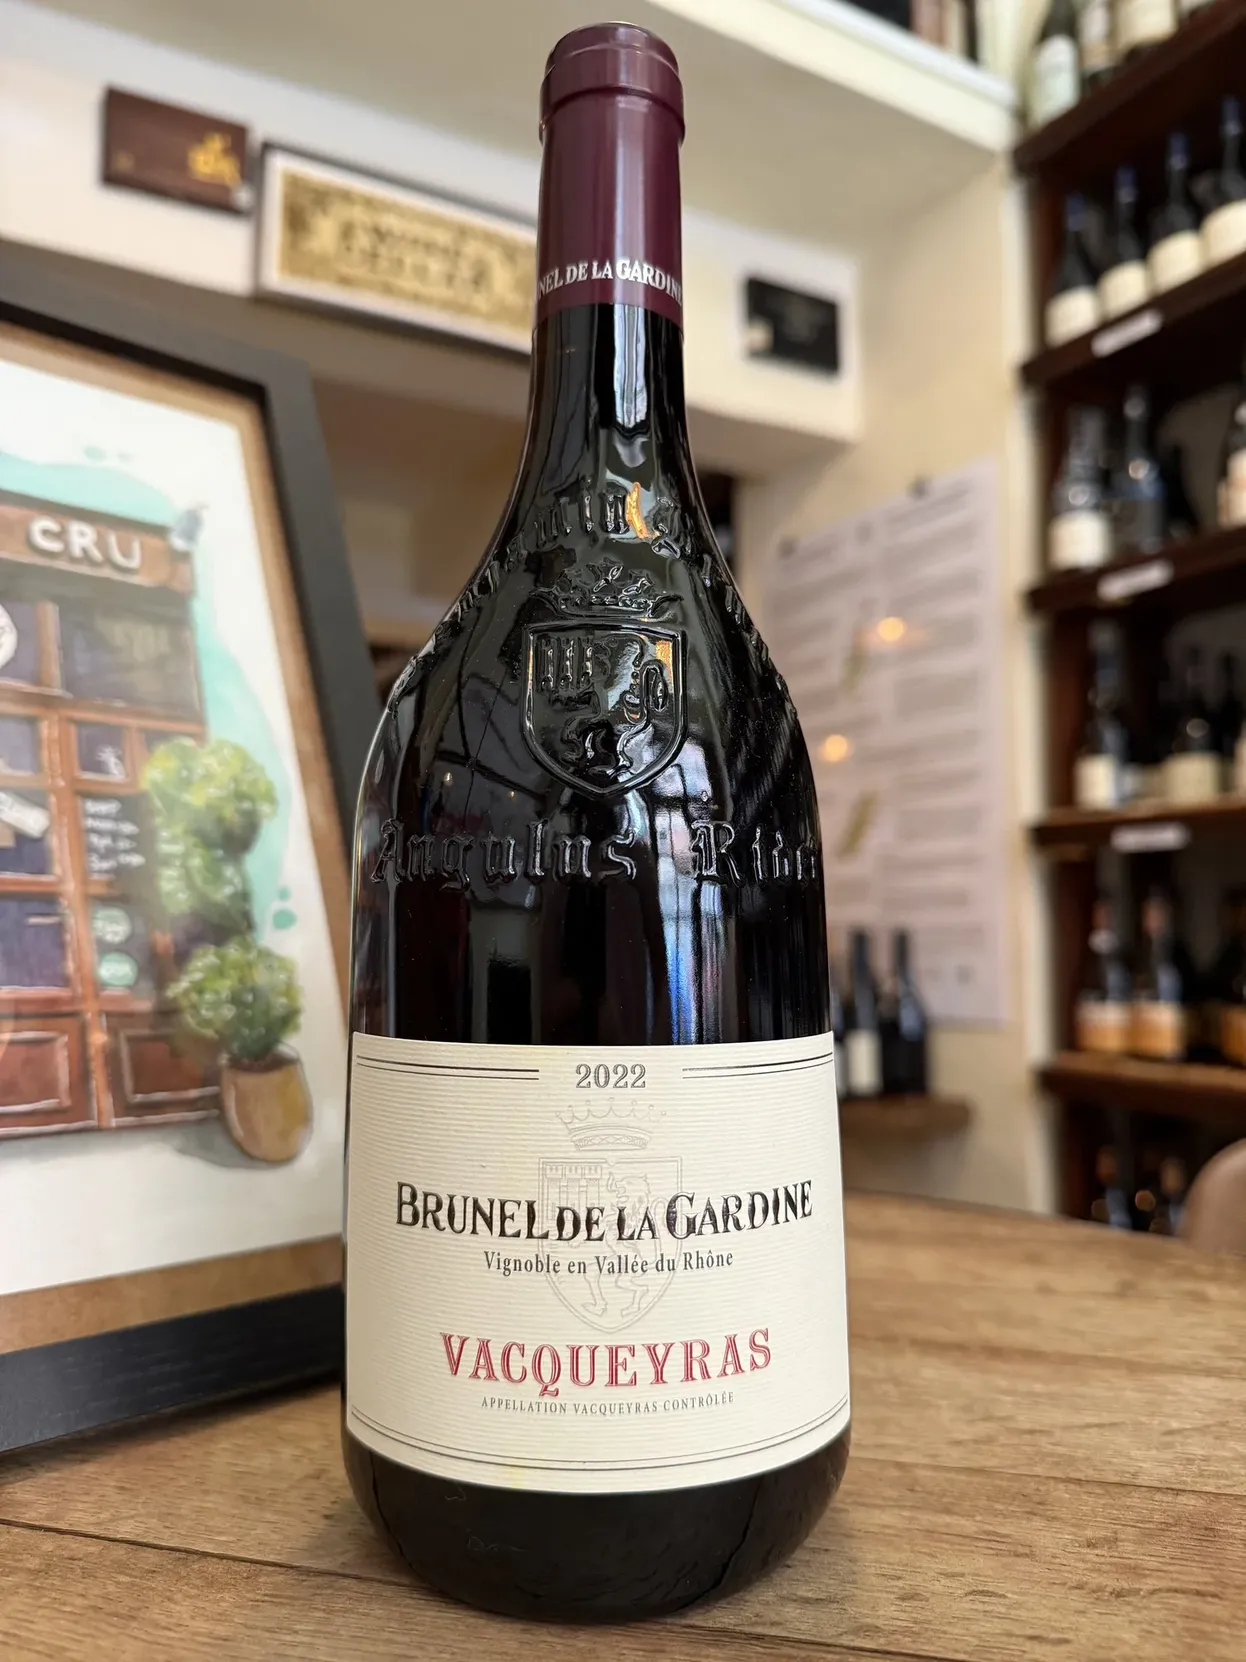 NEL DE LA GARDINE
CRU
Angulus Ridet
2022
BRUNEL DE LA GARDINE
Vignoble en Vallée du Rhône
VACQUEYRAS
APPELLATION VACQUEYRAS CONTRÔLÉE